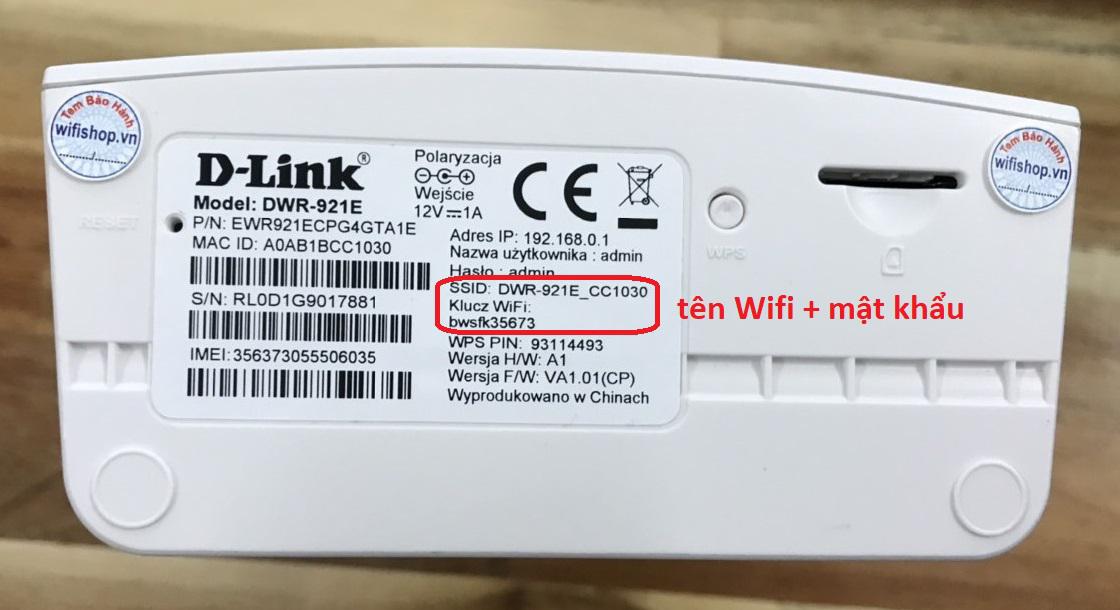 Tem Bảo Hành
wifishop.vn
D-Link®
Model: DWR-921E
P/N: EWR921ECPG4GTA1E
MAC ID: A0AB1BCC1030
S/N: RL0D1G9017881
IMEI: 356373055506035
Polaryzacja
Wejście
12V⎓1A
CE
Adres IP: 192.168.0.1
Nazwa użytkownika : admin
Hasło : admin
SSID: DWR-921E_CC1030
Klucz WiFi:
bwsfk35673
WPS PIN: 93114493
Wersja H/W: A1
Wersja F/W: VA1.01(CP)
Wyprodukowano w Chinach
tên Wifi + mật khẩu
RESET
WPS
Tem Bảo Hành
wifishop.vn